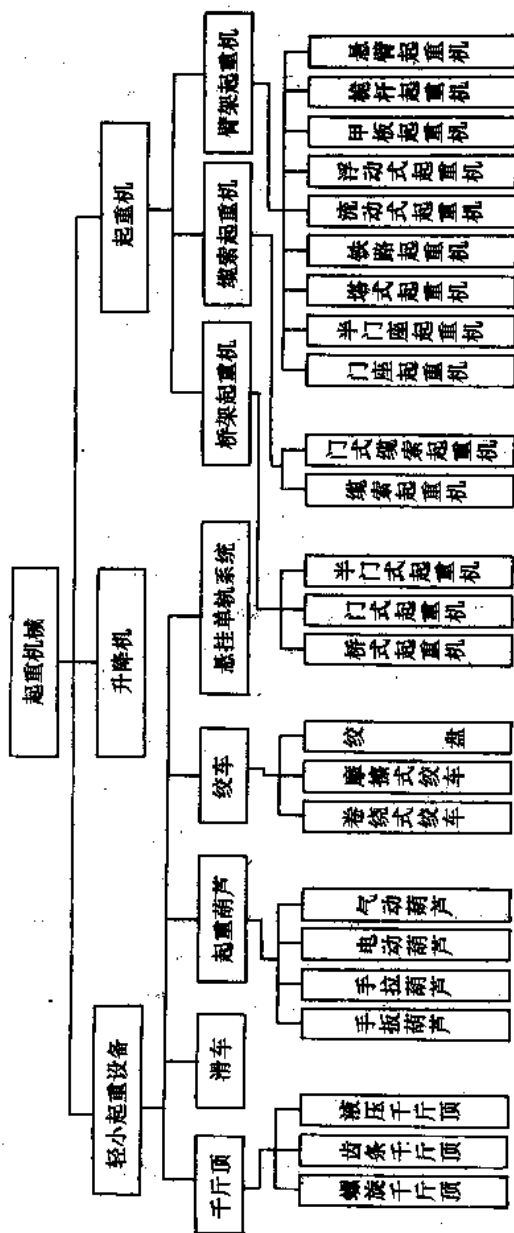 起重机械
轻小起重设备
升降机
起重机
千斤顶
滑车
起重葫芦
绞车
悬挂单轨系统
桥架起重机
缆索起重机
臂架起重机
螺旋千斤顶
齿条千斤顶
液压千斤顶
手扳葫芦
手拉葫芦
电动葫芦
气动葫芦
卷绕式绞车
摩擦式绞车
绞盘
桥式起重机
门式起重机
半门式起重机
缆索起重机
门式缆索起重机
门座起重机
半门座起重机
塔式起重机
铁路起重机
流动式起重机
浮动式起重机
甲板起重机
桅杆起重机
悬臂起重机